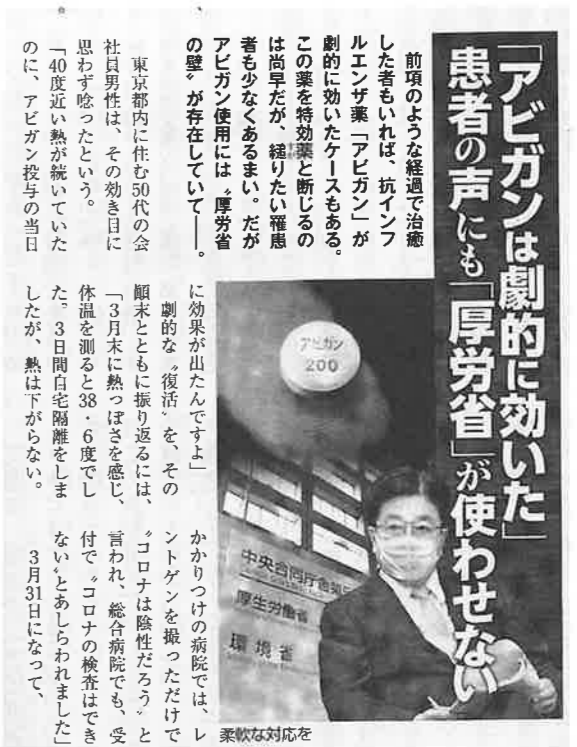 「アビガンは劇的に効いた」
患者の声にも「厚労省」が使わせない
前項のような経過で治癒
した者もいれば、抗インフ
ルエンザ薬「アビガン」が
劇的に効いたケースもある。
この薬を特効薬と断じるの
は尚早だが、縋りたい罹患
者も少なくあるまい。だが
アビガン使用には〝厚労省
の壁〟が存在していて――。
東京都内に住む50代の会
社員男性は、その効き目に
思わず唸ったという。
「40度近い熱が続いていた
のに、アビガン投与の当日
に効果が出たんですよ」
劇的な〝復活〟を、その
顛末とともに振り返るには、
「3月末に熱っぽさを感じ、
体温を測ると38・6度でし
た。3日間自宅隔離をしま
したが、熱は下がらない。
かかりつけの病院では、レ
ントゲンを撮っただけで
〝コロナは陰性だろう〟と
言われ、総合病院でも、受
付で〝コロナの検査はでき
ない〟とあしらわれました」
3月31日になって、
アビガン
200
中央合同庁舎第5
厚生労働省
環境省
柔軟な対応を